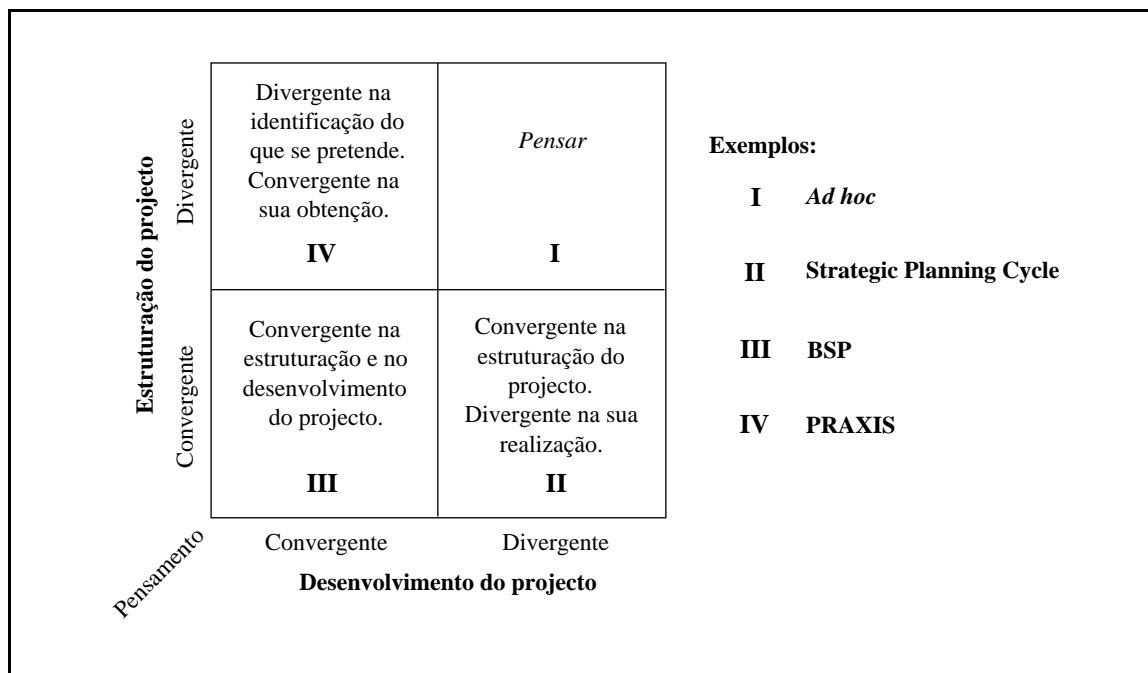 Estruturação do projecto
Divergente
Convergente
Divergente na
identificação do
que se pretende.
Convergente na
sua obtenção.
IV
Pensar
I
Convergente na
estruturação e no
desenvolvimento
do projecto.
III
Convergente na
estruturação do
projecto.
Divergente na sua
realização.
II
Pensamento
Convergente
Divergente
Desenvolvimento do projecto
Exemplos:
I Ad hoc
II Strategic Planning Cycle
III BSP
IV PRAXIS